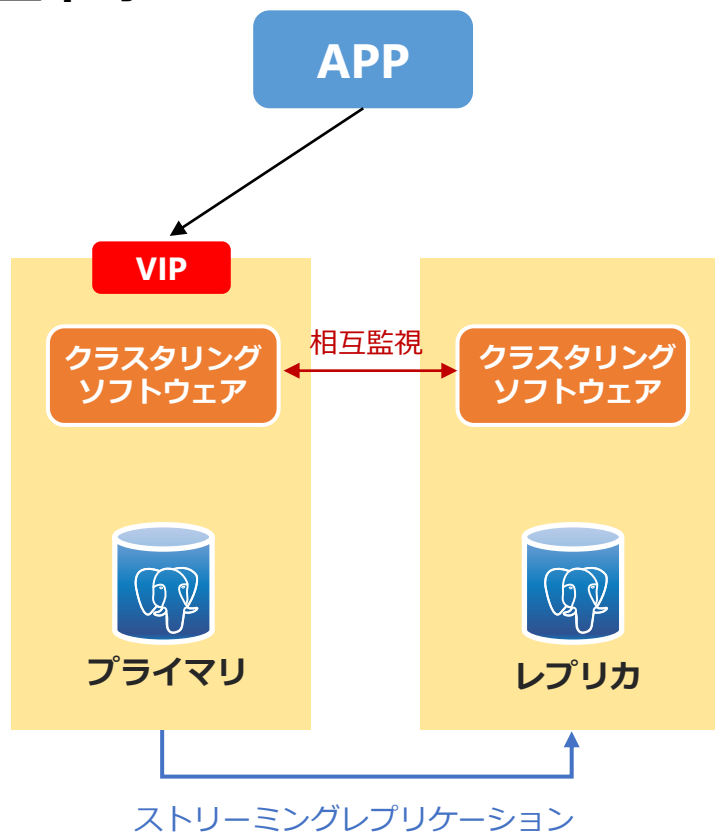 APP
VIP
クラスタリング
ソフトウェア
相互監視
クラスタリング
ソフトウェア
プライマリ
レプリカ
ストリーミングレプリケーション